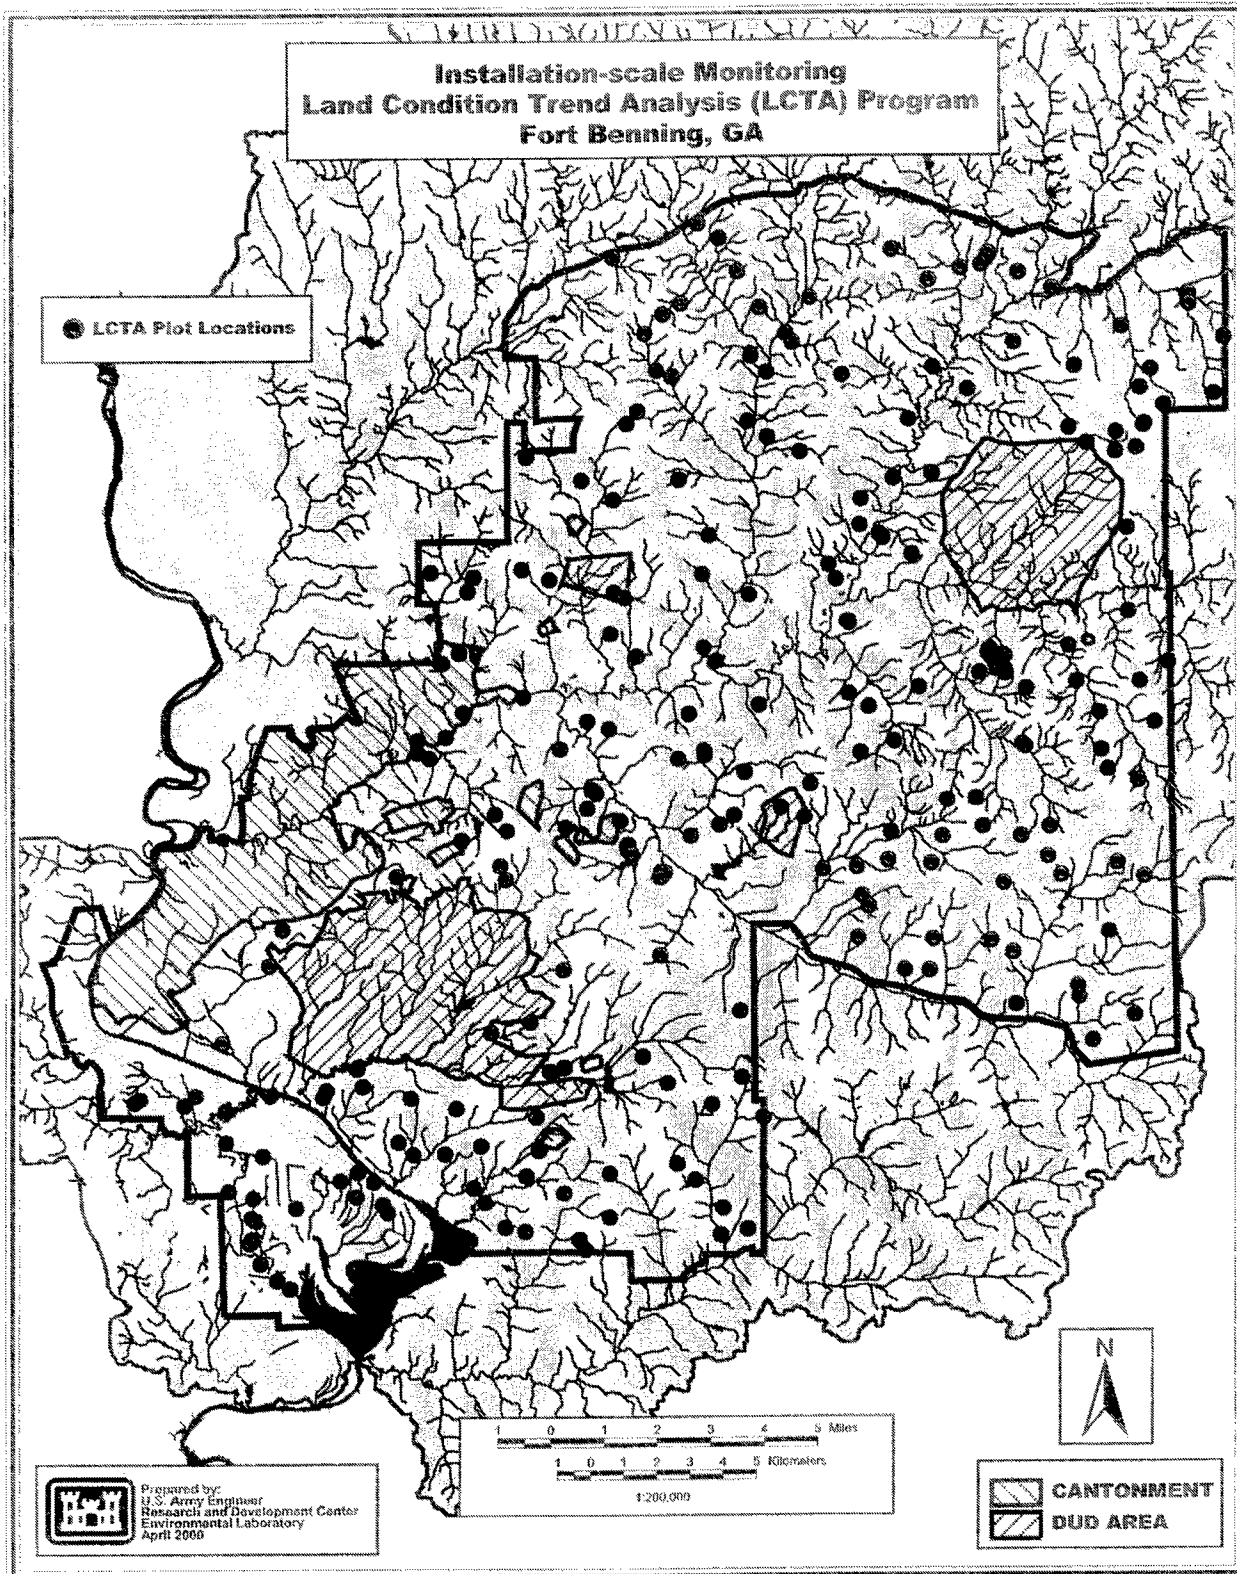 Installation-scale Monitoring
Land Condition Trend Analysis (LCTA) Program
Fort Benning, GA
LCTA Plot Locations
N
1 0 1 2 3 4 5 Miles
1 0 1 2 3 4 5 Kilometers
1:200,000
Prepared by:
U.S. Army Engineer
Research and Development Center
Environmental Laboratory
April 2000
CANTONMENT
DUD AREA